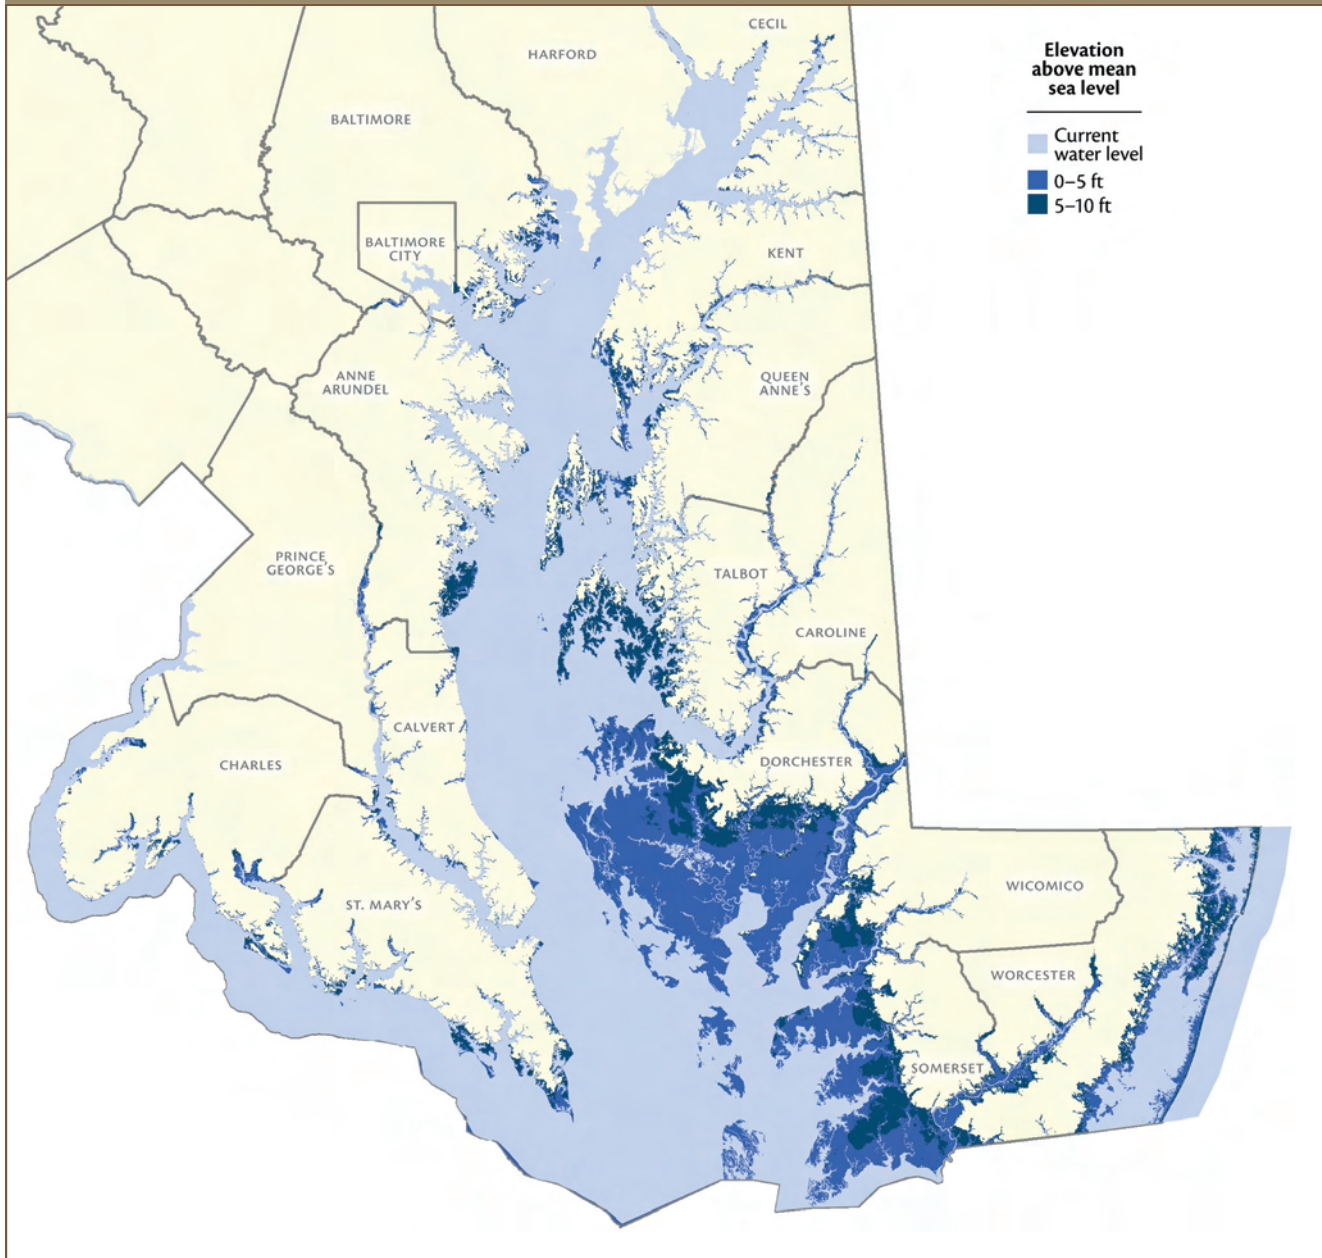 CECIL
HARFORD
Elevation
above mean
sea level
Current
water level
0–5 ft
5–10 ft
BALTIMORE
BALTIMORE
CITY
KENT
ANNE
ARUNDEL
QUEEN
ANNE'S
PRINCE
GEORGE'S
TALBOT
CAROLINE
CALVERT
CHARLES
DORCHESTER
WICOMICO
ST. MARY'S
WORCESTER
SOMERSET